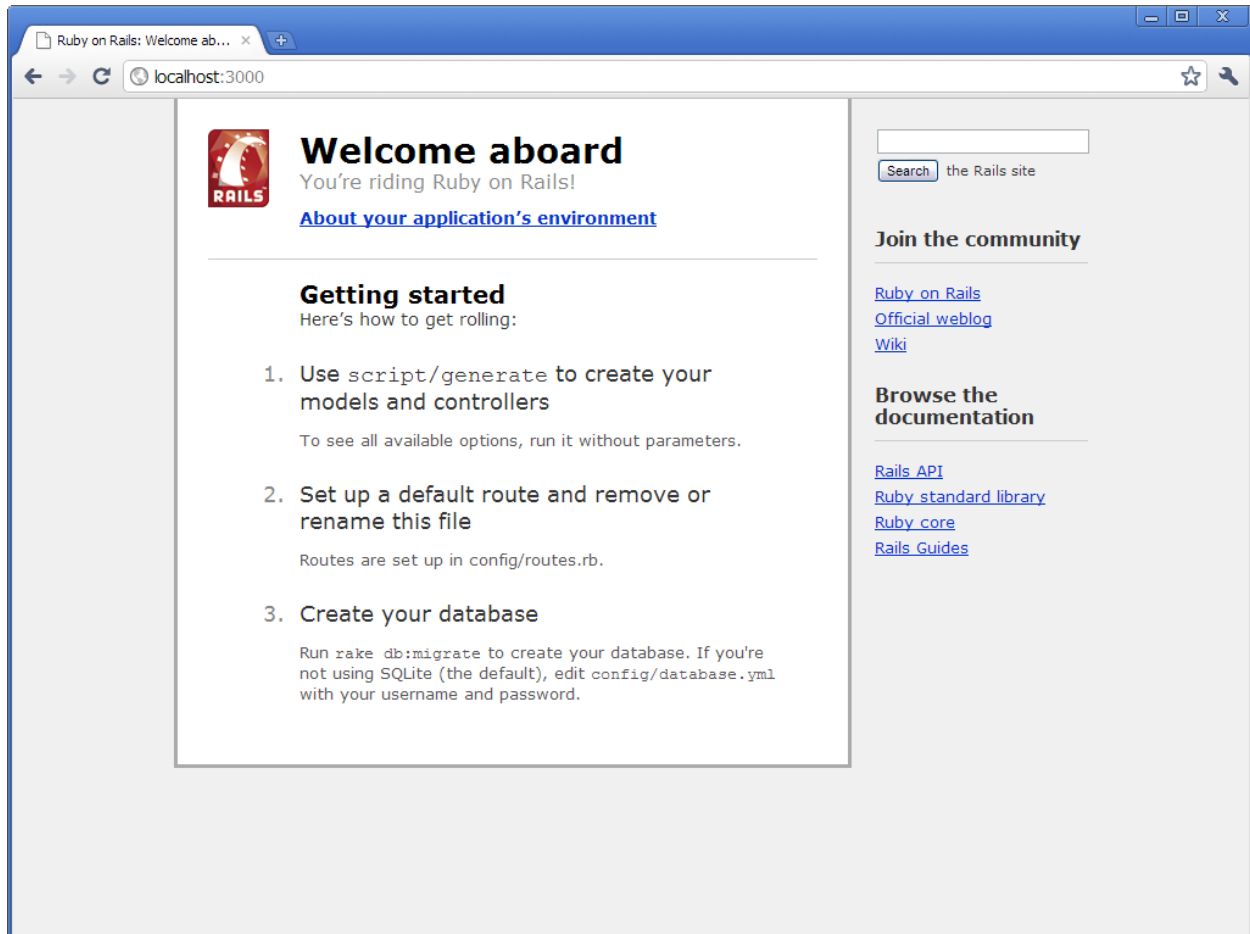 Ruby on Rails: Welcome ab...
localhost:3000
RAILS
Welcome aboard
You're riding Ruby on Rails!
About your application's environment
Getting started
Here's how to get rolling:
1. Use script/generate to create your
models and controllers
To see all available options, run it without parameters.
2. Set up a default route and remove or
rename this file
Routes are set up in config/routes.rb.
3. Create your database
Run rake db:migrate to create your database. If you're
not using SQLite (the default), edit config/database.yml
with your username and password.
Search the Rails site
Join the community
Ruby on Rails
Official weblog
Wiki
Browse the
documentation
Rails API
Ruby standard library
Ruby core
Rails Guides